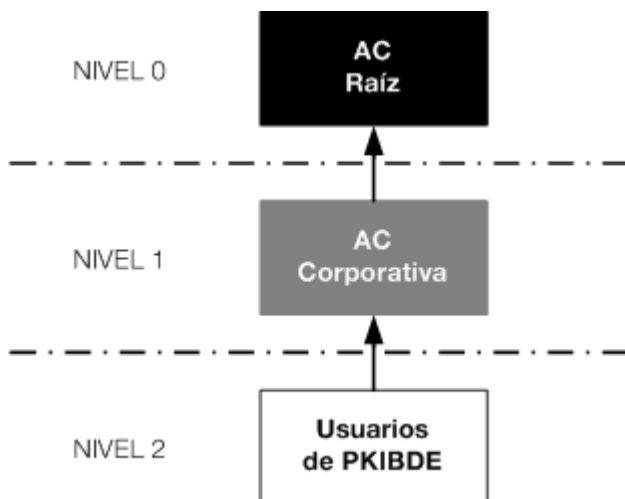 NIVEL 0
AC
Raíz
NIVEL 1
AC
Corporativa
NIVEL 2
Usuarios
de PKIBDE